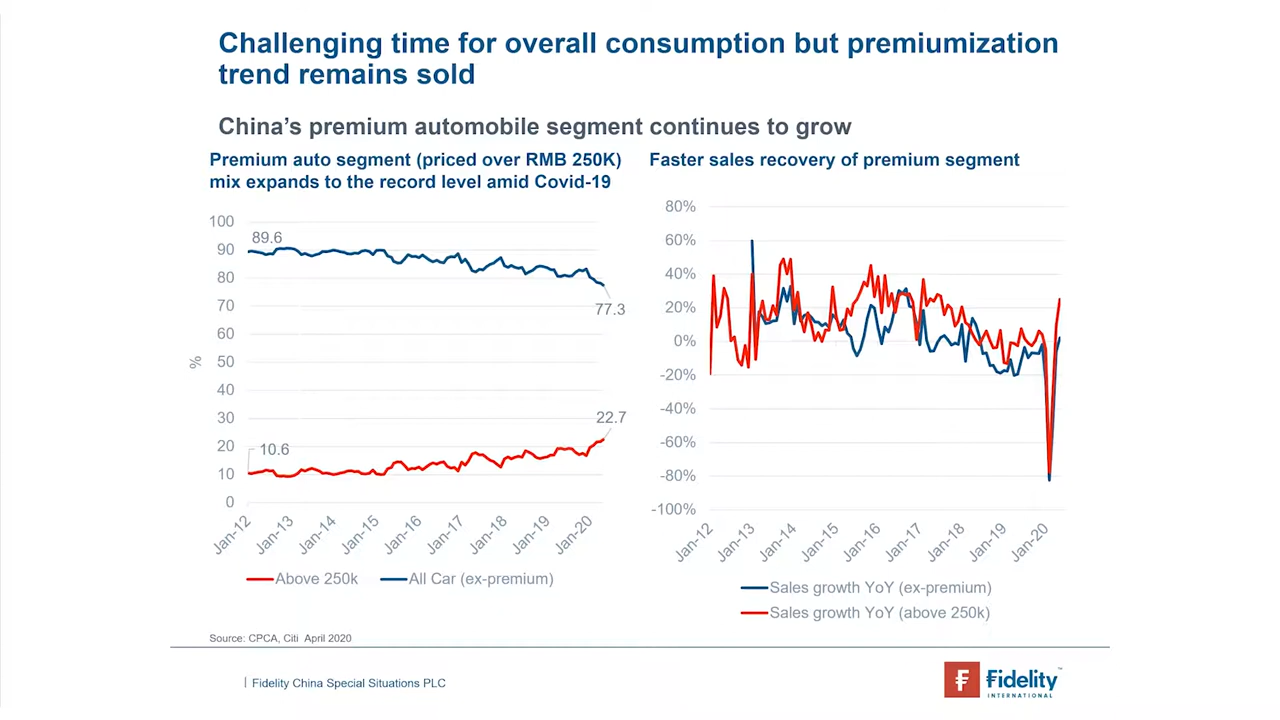 Challenging time for overall consumption but premiumization
trend remains sold
China’s premium automobile segment continues to grow
Premium auto segment (priced over RMB 250K)
mix expands to the record level amid Covid-19
100
90
80
70
60
50
40
30
20
10
0
%
89.6
77.3
22.7
10.6
Jan-12
Jan-13
Jan-14
Jan-15
Jan-16
Jan-17
Jan-18
Jan-19
Jan-20
Above 250k
All Car (ex-premium)
Faster sales recovery of premium segment
80%
60%
40%
20%
0%
-20%
-40%
-60%
-80%
-100%
Jan-12
Jan-13
Jan-14
Jan-15
Jan-16
Jan-17
Jan-18
Jan-19
Jan-20
Sales growth YoY (ex-premium)
Sales growth YoY (above 250k)
Source: CPCA, Citi April 2020
| Fidelity China Special Situations PLC
Fidelity™
INTERNATIONAL